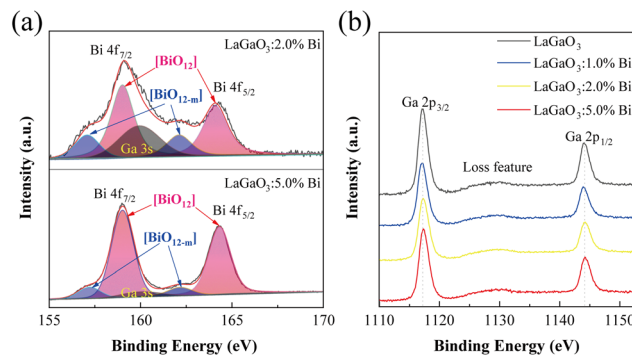 (a)
LaGaO₃:2.0% Bi
Bi 4f₇/₂
[BiO₁₂]
Bi 4f₅/₂
[BiO₁₂₋ₘ]
Ga 3s
LaGaO₃:5.0% Bi
Bi 4f₇/₂
[BiO₁₂]
Bi 4f₅/₂
[BiO₁₂₋ₘ]
Ga 3s
Intensity (a.u.)
155 160 165 170
Binding Energy (eV)
(b)
LaGaO₃
LaGaO₃:1.0% Bi
LaGaO₃:2.0% Bi
LaGaO₃:5.0% Bi
Ga 2p₃/₂
Ga 2p₁/₂
Loss feature
Intensity (a.u.)
1110 1120 1130 1140 1150
Binding Energy (eV)